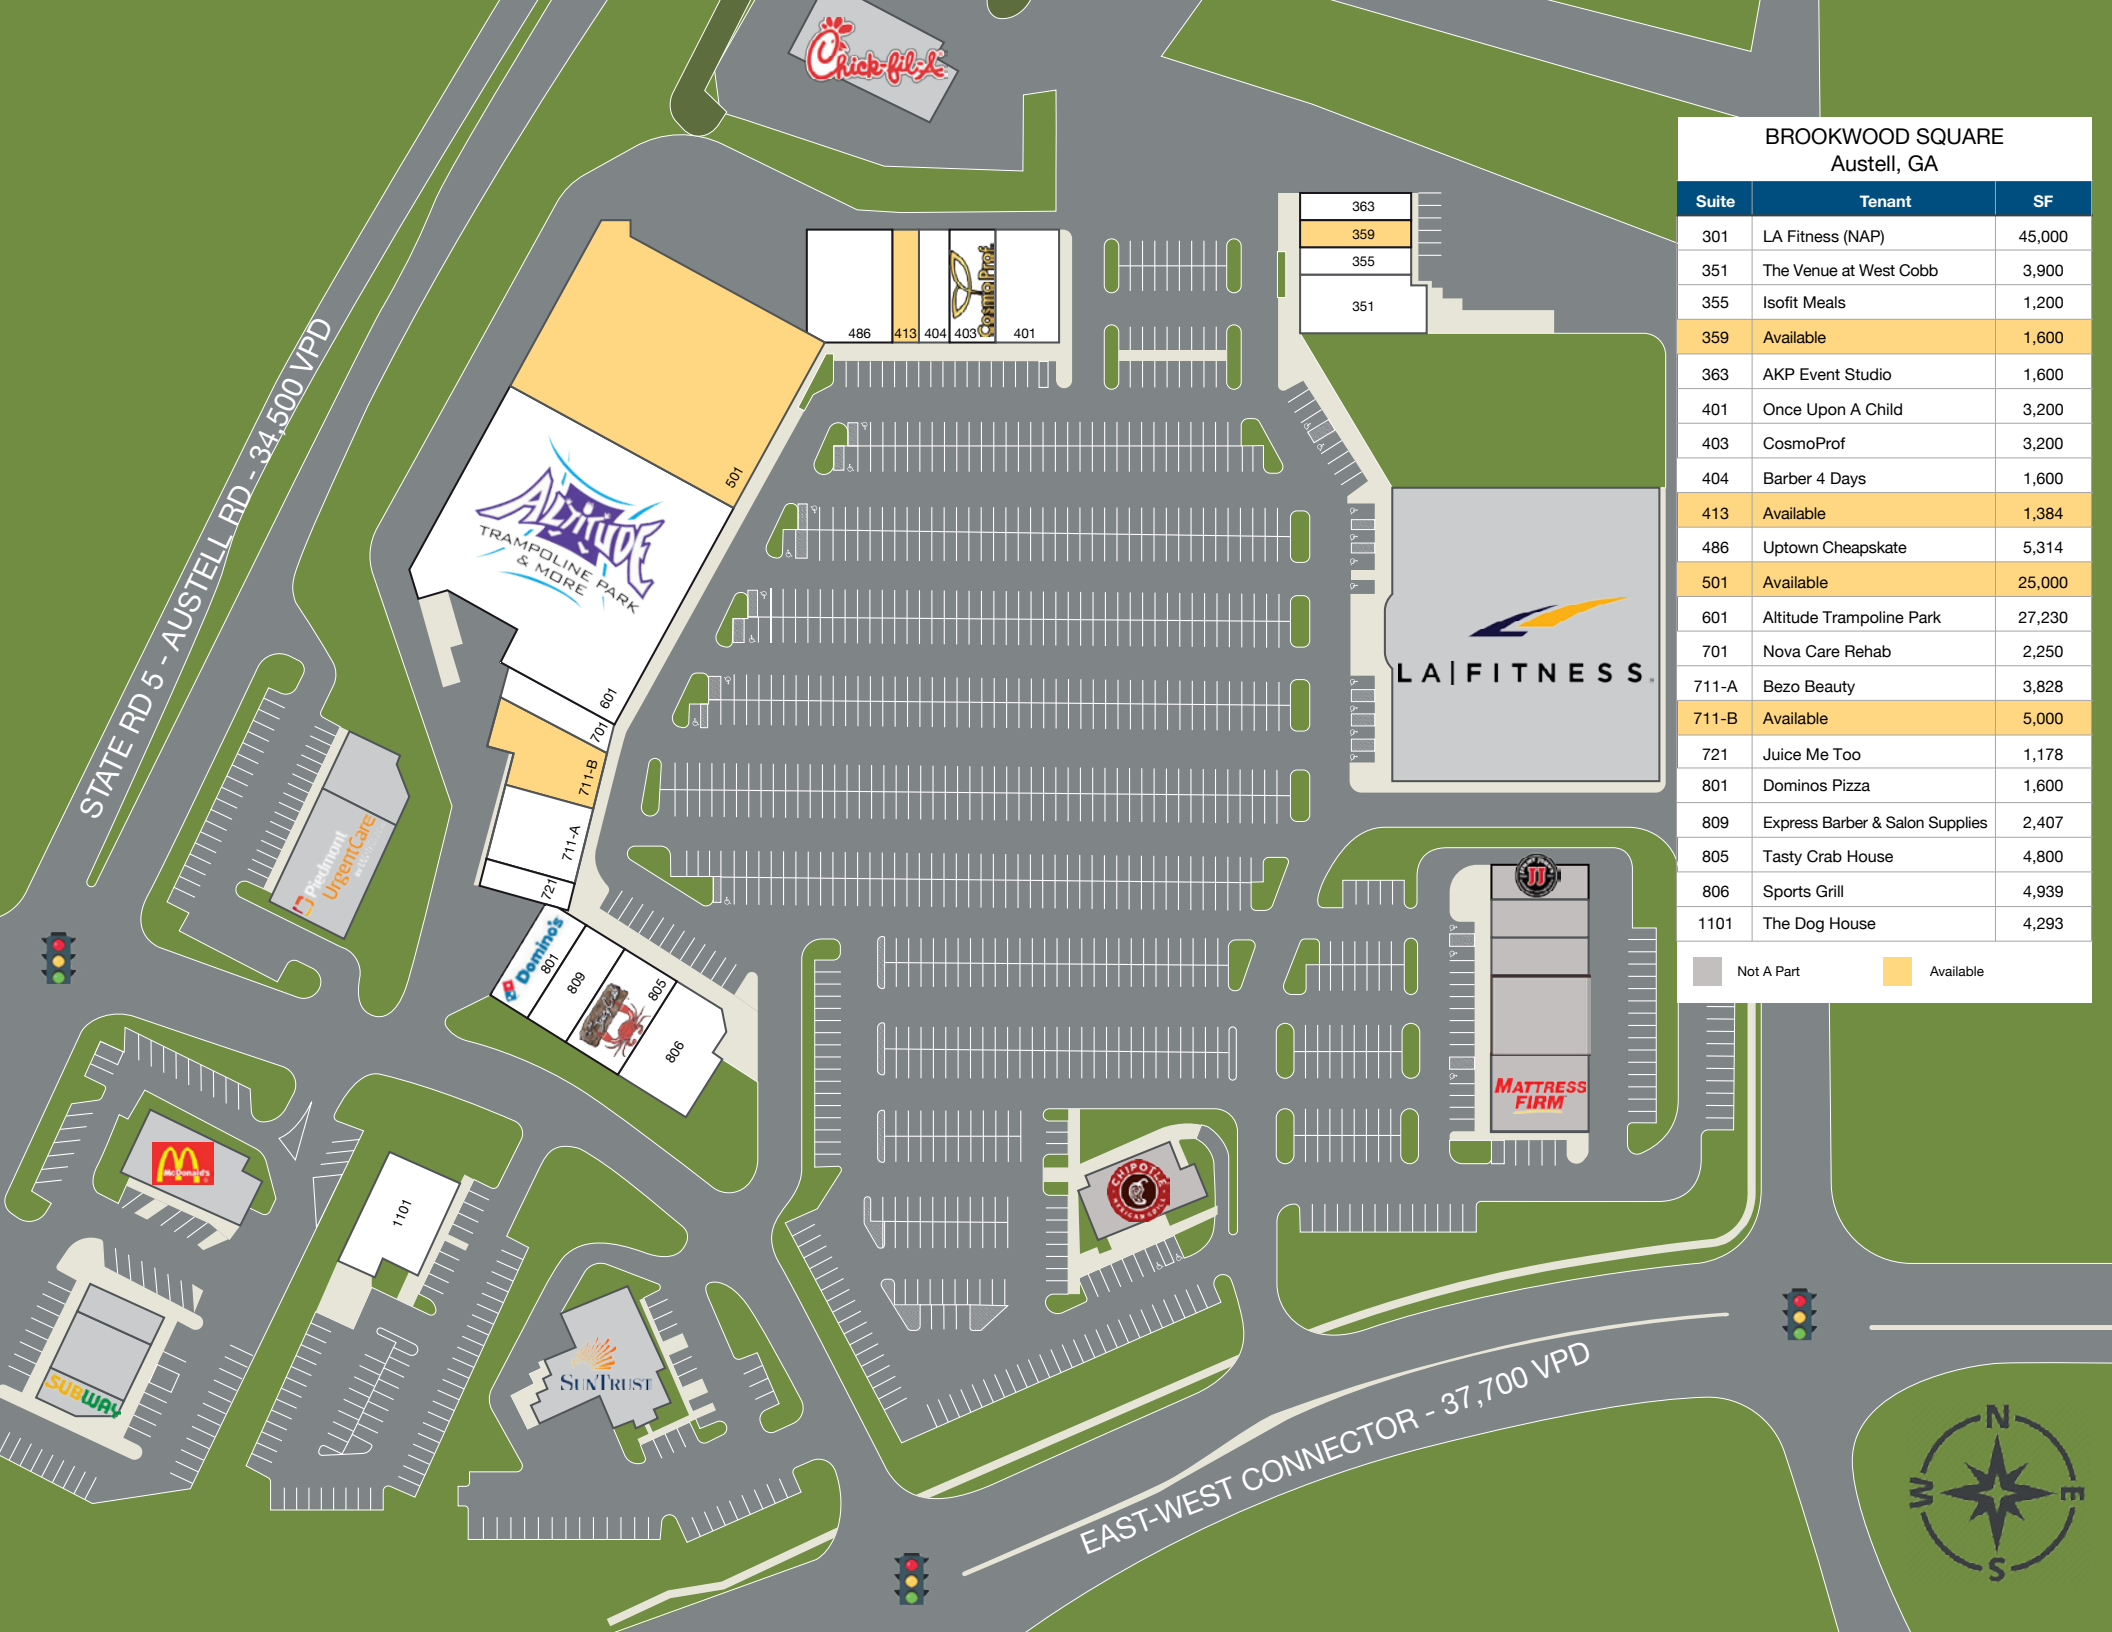 Chick-fil-A
BROOKWOOD SQUARE
Austell, GA
Suite Tenant SF
301 LA Fitness (NAP) 45,000
351 The Venue at West Cobb 3,900
355 Isofit Meals 1,200
359 Available 1,600
363 AKP Event Studio 1,600
401 Once Upon A Child 3,200
403 CosmoProf 3,200
404 Barber 4 Days 1,600
413 Available 1,384
486 Uptown Cheapskate 5,314
501 Available 25,000
601 Altitude Trampoline Park 27,230
701 Nova Care Rehab 2,250
711-A Bezo Beauty 3,828
711-B Available 5,000
721 Juice Me Too 1,178
801 Dominos Pizza 1,600
809 Express Barber & Salon Supplies 2,407
805 Tasty Crab House 4,800
806 Sports Grill 4,939
1101 The Dog House 4,293
Not A Part
Available
363
359
355
351
486
413
404
403
CosmoProf
401
501
ALTITUDE
TRAMPOLINE PARK
& MORE
601
701
711-B
711-A
721
Domino's
801
809
805
806
LA|FITNESS
JJ
MATTRESS
FIRM
CHIPOTLE
MEXICAN GRILL
Piedmont
UrgentCare
McDonald's
1101
SUBWAY
SUNTRUST
STATE RD 5 - AUSTELL RD - 34,500 VPD
EAST-WEST CONNECTOR - 37,700 VPD
N
W
E
S